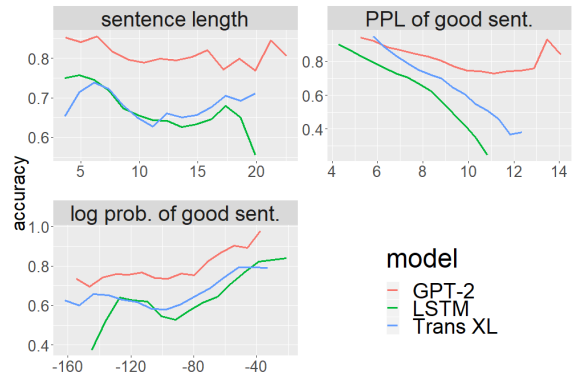 sentence length
PPL of good sent.
0.8
0.7
0.6
5 10 15 20
0.8
0.6
0.4
4 6 8 10 12 14
accuracy
log prob. of good sent.
1.0
0.8
0.6
0.4
-160 -120 -80 -40
model
GPT-2
LSTM
Trans XL